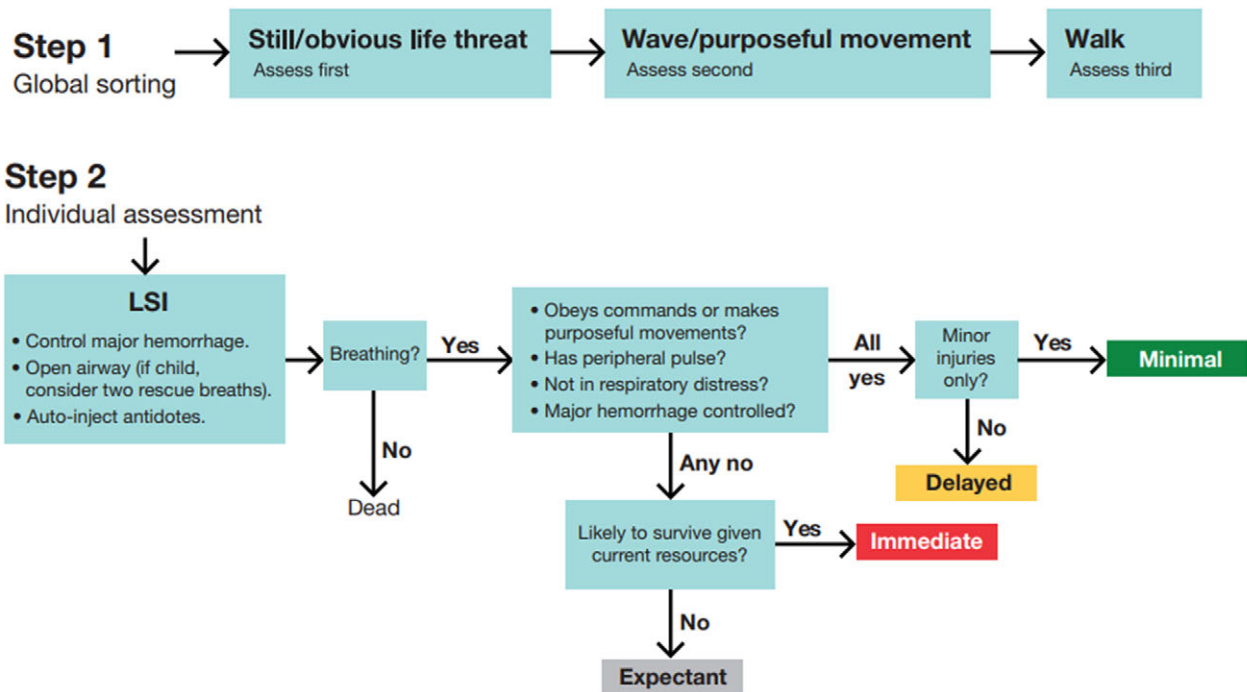 Step 1
Global sorting
Still/obvious life threat
Assess first
Wave/purposeful movement
Assess second
Walk
Assess third
Step 2
Individual assessment
LSI
• Control major hemorrhage.
• Open airway (if child,
consider two rescue breaths).
• Auto-inject antidotes.
Breathing?
Yes
No
Dead
• Obeys commands or makes
purposeful movements?
• Has peripheral pulse?
• Not in respiratory distress?
• Major hemorrhage controlled?
All
yes
Minor
injuries
only?
Yes
Minimal
No
Delayed
Any no
Likely to survive given
current resources?
Yes
Immediate
No
Expectant